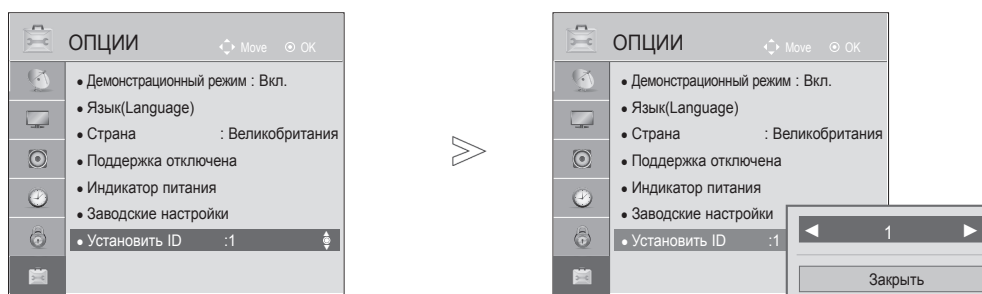 ОПЦИИ Move OK
• Демонстрационный режим : Вкл.
• Язык(Language)
• Страна : Великобритания
• Поддержка отключена
• Индикатор питания
• Заводские настройки
• Установить ID :1
ОПЦИИ Move OK
• Демонстрационный режим : Вкл.
• Язык(Language)
• Страна : Великобритания
• Поддержка отключена
• Индикатор питания
• Заводские настройки
• Установить ID :1
◄ 1 ►
Закрыть